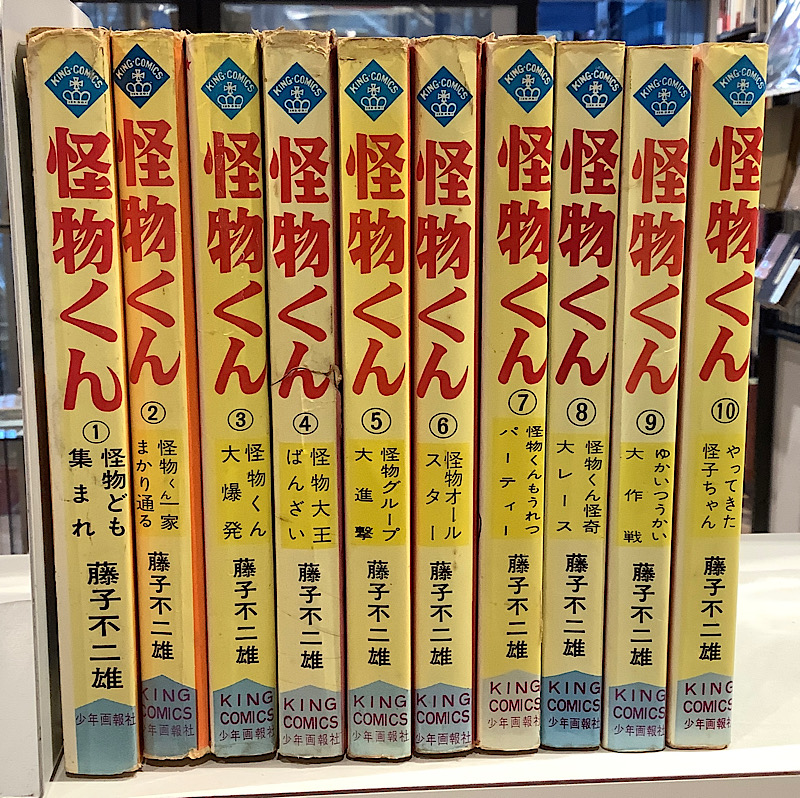 KING・COMICS
怪物くん
①
怪物ども
集まれ
藤子不二雄
KING
COMICS
少年画報社
KING・COMICS
怪物くん
②
怪物くん一家
まかり通る
藤子不二雄
KING
COMICS
少年画報社
KING・COMICS
怪物くん
③
怪物くん
大爆発
藤子不二雄
KING
COMICS
少年画報社
KING・COMICS
怪物くん
④
怪物大王
ばんざい
藤子不二雄
KING
COMICS
少年画報社
KING・COMICS
怪物くん
⑤
怪物グループ
大進撃
藤子不二雄
KING
COMICS
少年画報社
KING・COMICS
怪物くん
⑥
怪物オール
スター
藤子不二雄
KING
COMICS
少年画報社
KING・COMICS
怪物くん
⑦
怪物くんもうれつ
パーティー
藤子不二雄
KING
COMICS
少年画報社
KING・COMICS
怪物くん
⑧
怪物くん怪奇
大レース
藤子不二雄
KING
COMICS
少年画報社
KING・COMICS
怪物くん
⑨
ゆかいつうかい
大作戦
藤子不二雄
KING
COMICS
少年画報社
KING・COMICS
怪物くん
⑩
やってきた
怪子ちゃん
藤子不二雄
KING
COMICS
少年画報社